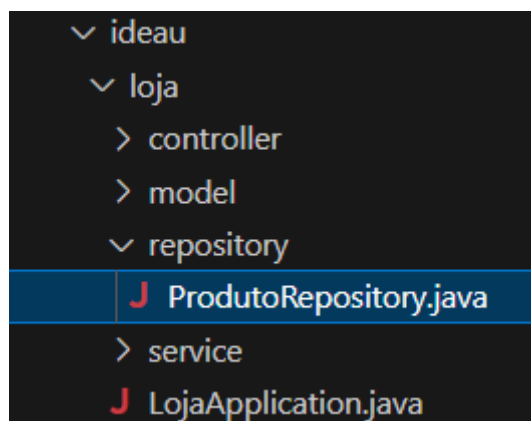 ideau
loja
controller
model
repository
J ProdutoRepository.java
service
J LojaApplication.java